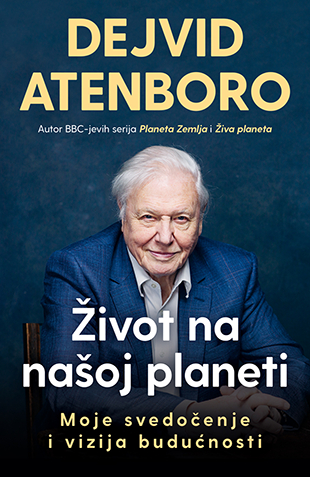 DEJVID
ATENBORO
Autor BBC-jevih serija Planeta Zemlja i Živa planeta
Život na
našoj planeti
Moje svedočenje
i vizija budućnosti